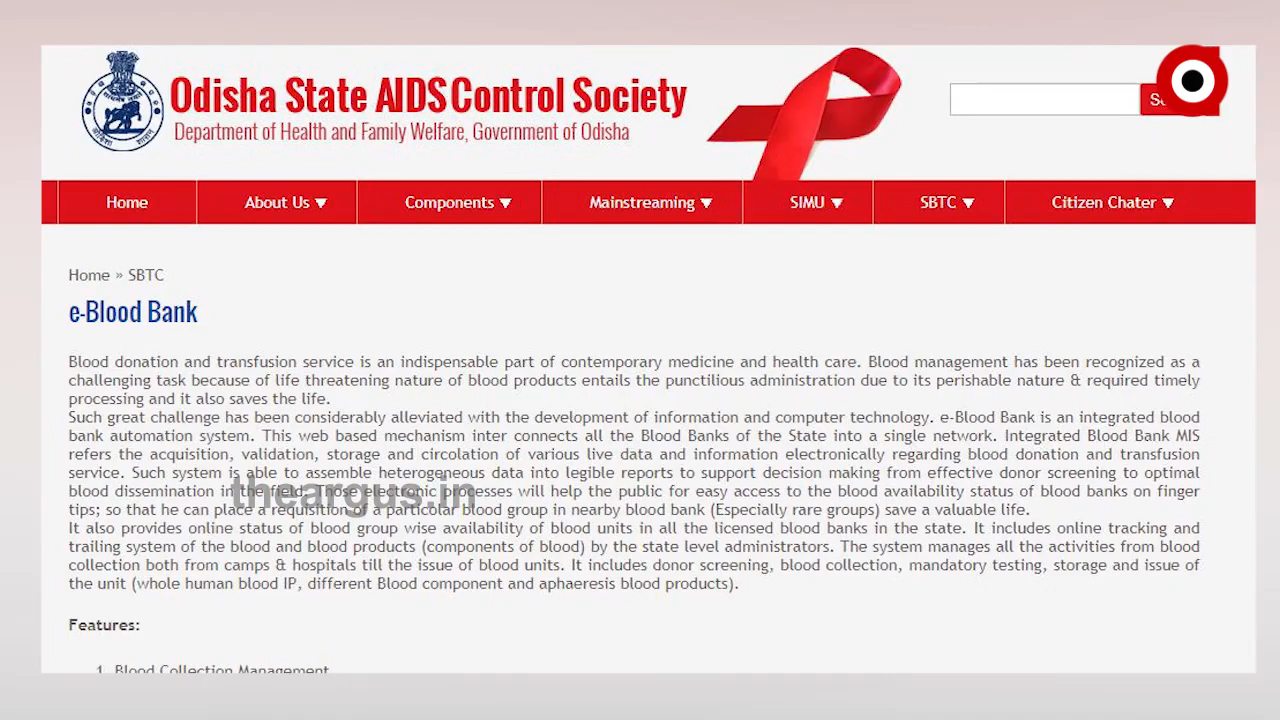 Odisha State AIDS Control Society
Department of Health and Family Welfare, Government of Odisha
Home
About Us
Components
Mainstreaming
SIMU
SBTC
Citizen Chater
Home » SBTC
e-Blood Bank
Blood donation and transfusion service is an indispensable part of contemporary medicine and health care. Blood management has been recognized as a
challenging task because of life threatening nature of blood products entails the punctilious administration due to its perishable nature & required timely
processing and it also saves the life.
Such great challenge has been considerably alleviated with the development of information and computer technology. e-Blood Bank is an integrated blood
bank automation system. This web based mechanism inter connects all the Blood Banks of the State into a single network. Integrated Blood Bank MIS
refers the acquisition, validation, storage and circulation of various live data and information electronically regarding blood donation and transfusion
service. Such system is able to assemble heterogeneous data into legible reports to support decision making from effective donor screening to optimal
blood dissemination in the field. Those electronic processes will help the public for easy access to the blood availability status of blood banks on finger
tips; so that he can place a requisition of a particular blood group in nearby blood bank (Especially rare groups) save a valuable life.
theargus.in
It also provides online status of blood group wise availability of blood units in all the licensed blood banks in the state. It includes online tracking and
trailing system of the blood and blood products (components of blood) by the state level administrators. The system manages all the activities from blood
collection both from camps & hospitals till the issue of blood units. It includes donor screening, blood collection, mandatory testing, storage and issue of
the unit (whole human blood IP, different Blood component and aphaeresis blood products).
Features:
1. Blood Collection Management